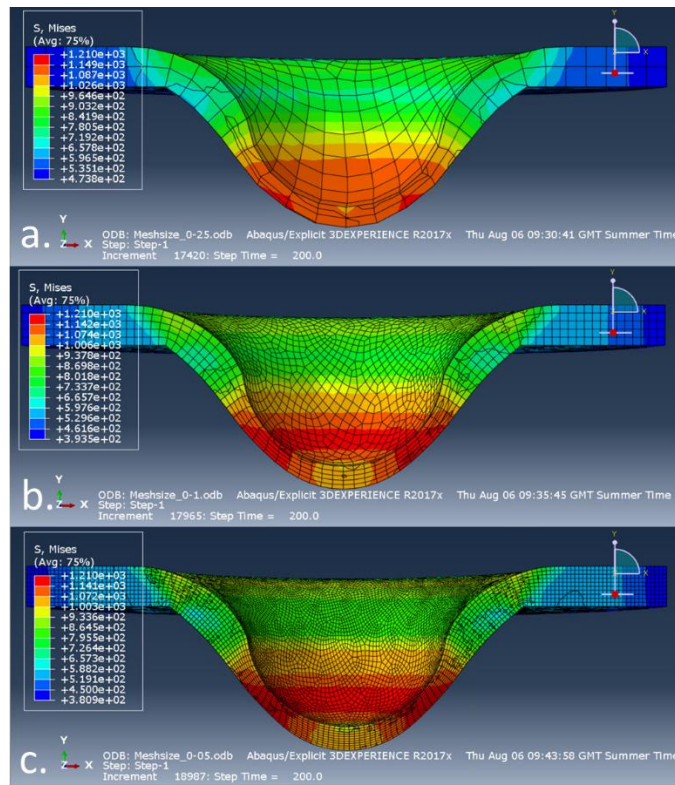 S, Mises
(Avg: 75%)
+1.210e+03
+1.149e+03
+1.087e+03
+1.026e+03
+9.646e+02
+9.032e+02
+8.419e+02
+7.805e+02
+7.192e+02
+6.578e+02
+5.965e+02
+5.351e+02
+4.738e+02
Y
X
a.
Y
Z X
ODB: Meshsize_0-25.odb Abaqus/Explicit 3DEXPERIENCE R2017x Thu Aug 06 09:30:41 GMT Summer Time
Step: Step-1
Increment 17420: Step Time = 200.0
S, Mises
(Avg: 75%)
+1.210e+03
+1.142e+03
+1.074e+03
+1.006e+03
+9.378e+02
+8.698e+02
+8.018e+02
+7.337e+02
+6.657e+02
+5.976e+02
+5.296e+02
+4.616e+02
+3.935e+02
Y
X
b.
Y
Z X
ODB: Meshsize_0-1.odb Abaqus/Explicit 3DEXPERIENCE R2017x Thu Aug 06 09:35:45 GMT Summer Time
Step: Step-1
Increment 17965: Step Time = 200.0
S, Mises
(Avg: 75%)
+1.210e+03
+1.141e+03
+1.072e+03
+1.003e+03
+9.336e+02
+8.645e+02
+7.955e+02
+7.264e+02
+6.573e+02
+5.882e+02
+5.191e+02
+4.500e+02
+3.809e+02
Y
X
c.
Y
Z X
ODB: Meshsize_0-05.odb Abaqus/Explicit 3DEXPERIENCE R2017x Thu Aug 06 09:43:58 GMT Summer Time
Step: Step-1
Increment 18987: Step Time = 200.0